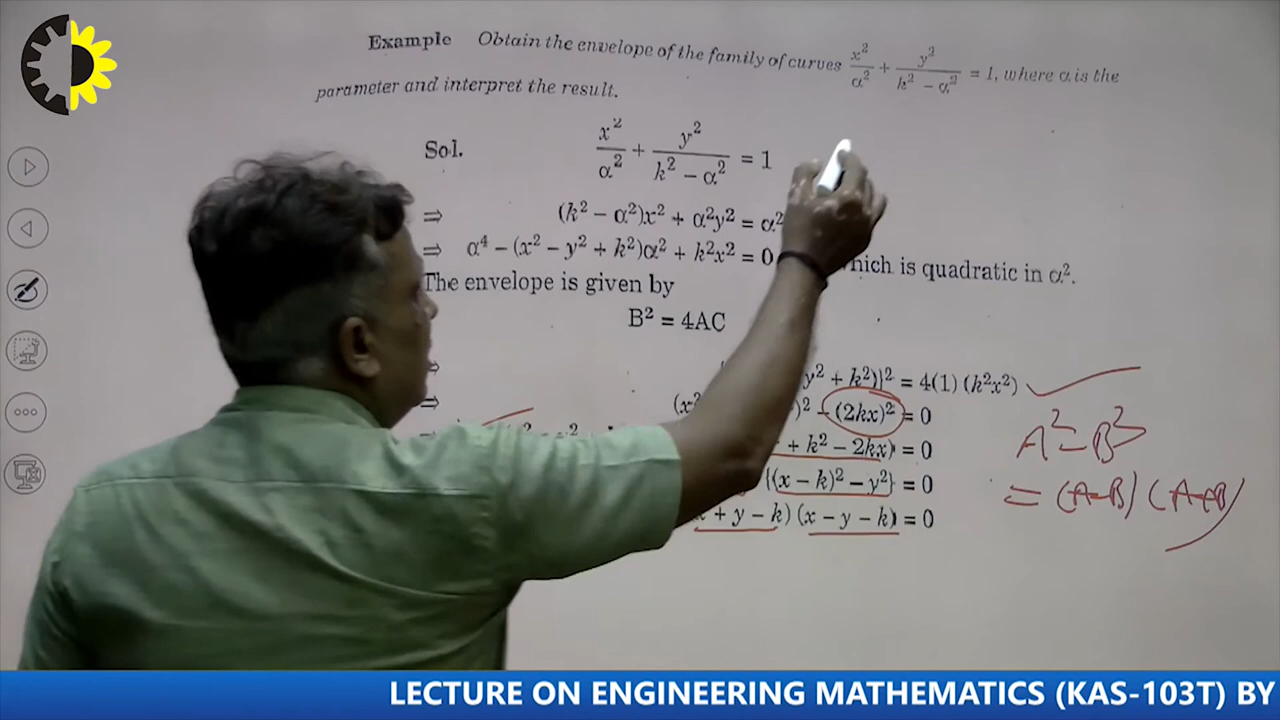 Example Obtain the envelope of the family of curves x²/α² + y²/(k² − α²) = 1, where α is the
parameter and interpret the result.
Sol. x²/α² + y²/(k² − α²) = 1
⇒ (k² − α²)x² + α²y² = α²
⇒ α⁴ − (x² − y² + k²)α² + k²x² = 0 which is quadratic in α².
The envelope is given by
B² = 4AC
⇒ y² + k²)}² = 4(1) (k²x²)
⇒ (x² )² − (2kx)² = 0
+ k² − 2kx) = 0
{(x − k)² − y²} = 0
+ y − k) (x − y − k) = 0
A² − B²
= (A−B) (A+B)
LECTURE ON ENGINEERING MATHEMATICS (KAS-103T) BY